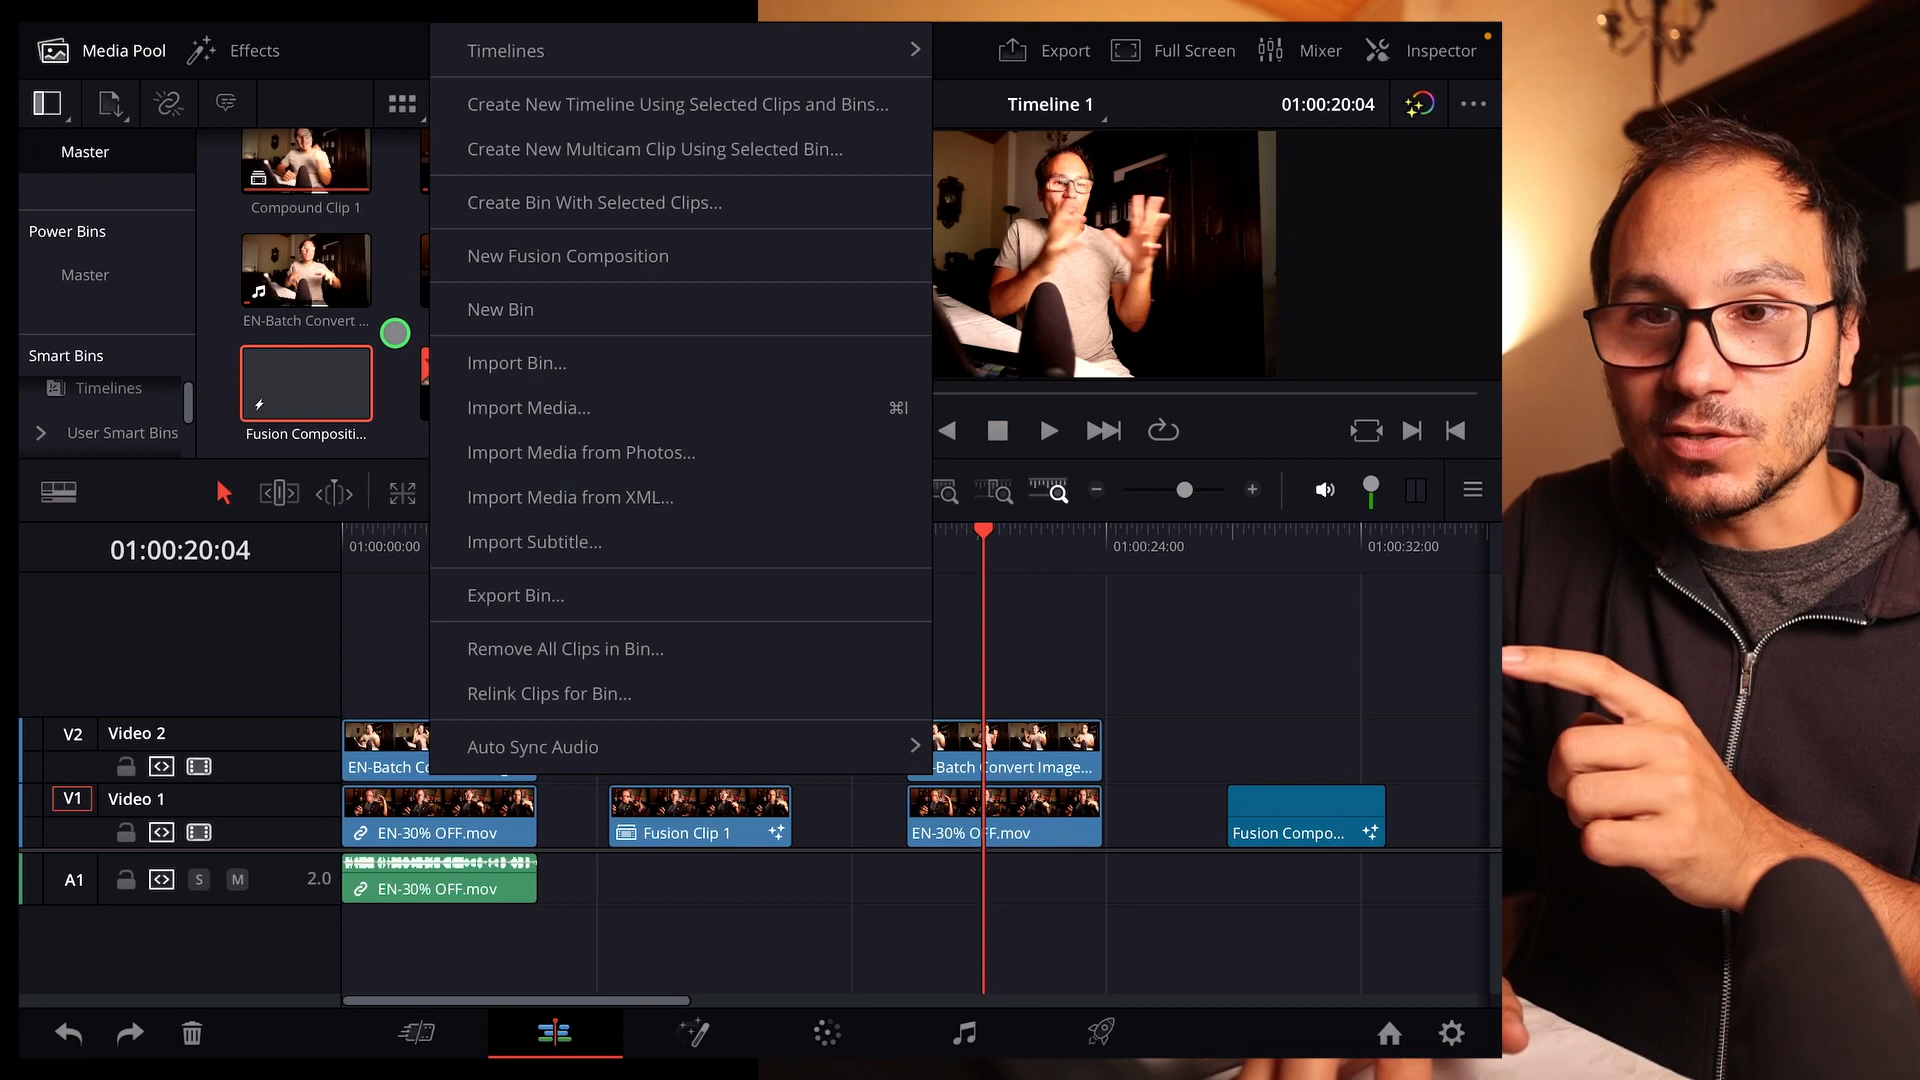 Media Pool
Effects
Export
Full Screen
Mixer
Inspector
Timeline 1
01:00:20:04
Master
Power Bins
Master
Smart Bins
Timelines
User Smart Bins
Compound Clip 1
EN-Batch Convert ...
Fusion Compositi...
Timelines
Create New Timeline Using Selected Clips and Bins...
Create New Multicam Clip Using Selected Bin...
Create Bin With Selected Clips...
New Fusion Composition
New Bin
Import Bin...
Import Media... ⌘I
Import Media from Photos...
Import Media from XML...
Import Subtitle...
Export Bin...
Remove All Clips in Bin...
Relink Clips for Bin...
Auto Sync Audio
01:00:20:04
01:00:00:00
01:00:24:00
01:00:32:00
V2 Video 2
EN-Batch Co
-Batch Convert Image...
V1 Video 1
EN-30% OFF.mov
Fusion Clip 1
EN-30% OFF.mov
Fusion Compo...
A1 S M 2.0
EN-30% OFF.mov